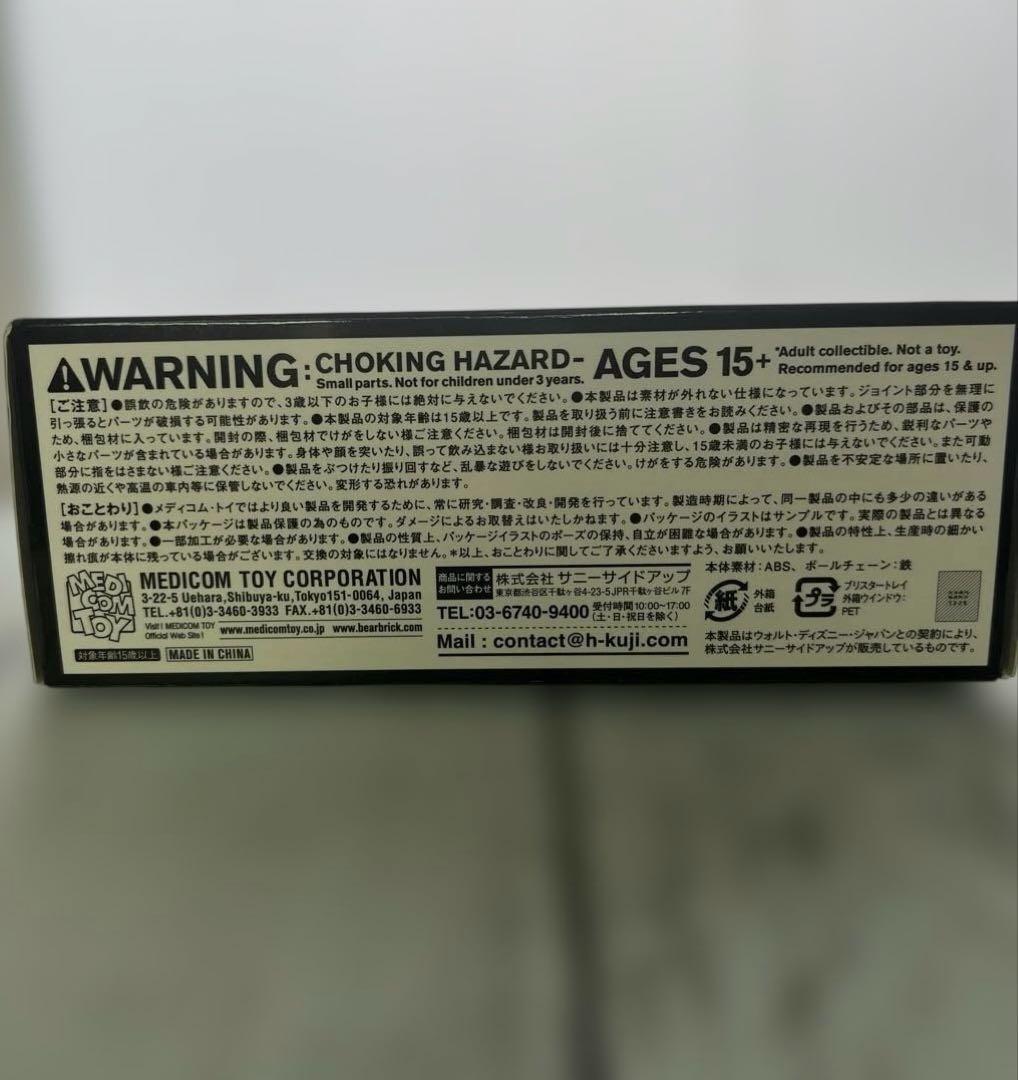 ⚠WARNING: CHOKING HAZARD- AGES 15+ *Adult collectible. Not a toy.
Small parts. Not for children under 3 years. Recommended for ages 15 & up.
[ご注意]●誤飲の危険がありますので、3歳以下のお子様には絶対に与えないでください。●本製品は素材が外れない仕様になっています。ジョイント部分を無理に
引っ張るとパーツが破損する可能性があります。●本製品の対象年齢は15歳以上です。製品を取り扱う前に注意書きをお読みください。●製品およびその部品は、保護の
ため、梱包材に入っています。開封の際、梱包材でけがをしない様ご注意ください。梱包材は開封後に捨ててください。●製品は精密な再現を行うため、鋭利なパーツや
小さなパーツが含まれている場合があります。身体や顔を突いたり、誤って飲み込まない様お取り扱いには十分注意し、15歳未満のお子様には与えないでください。また可動
部分に指をはさまない様ご注意ください。●製品をぶつけたり振り回すなど、乱暴な遊びをしないでください。けがをする危険があります。●製品を不安定な場所に置いたり、
熱源の近くや高温の車内等に保管しないでください。変形する恐れがあります。
[おことわり]●メディコム・トイではより良い製品を開発するために、常に研究・調査・改良・開発を行っています。製造時期によって、同一製品の中にも多少の違いがある
場合があります。●本パッケージは製品保護の為のものです。ダメージによるお取替えはいたしかねます。●パッケージのイラストはサンプルです。実際の製品とは異なる
場合があります。●一部加工が必要な場合があります。●製品の性質上、パッケージイラストのポーズの保持、自立が困難な場合があります。●製品の特性上、生産時の細かい
擦れ痕が本体に残っている場合がございます。交換の対象にはなりません。*以上、おことわりに関してご了承くださいますよう、お願いいたします。
MEDI COM TOY
MEDICOM TOY CORPORATION
3-22-5 Uehara,Shibuya-ku,Tokyo151-0064, Japan
TEL.+81(0)3-3460-3933 FAX.+81(0)3-3460-6933
Visit! MEDICOM TOY
Official Web Site!
www.medicomtoy.co.jp www.bearbrick.com
対象年齢15歳以上 MADE IN CHINA
商品に関する
お問い合わせ
株式会社 サニーサイドアップ
東京都渋谷区千駄ヶ谷4-23-5JPR千駄ヶ谷ビル7F
TEL:03-6740-9400 受付時間10:00~17:00
(土・日・祝日を除く)
Mail : contact@h-kuji.com
本体素材:ABS、ボールチェーン:鉄
紙 外箱
台紙
プラ ブリスタートレイ
外箱ウインドウ:
PET
本製品はウォルト・ディズニー・ジャパンとの契約により、
株式会社サニーサイドアップが販売しているものです。